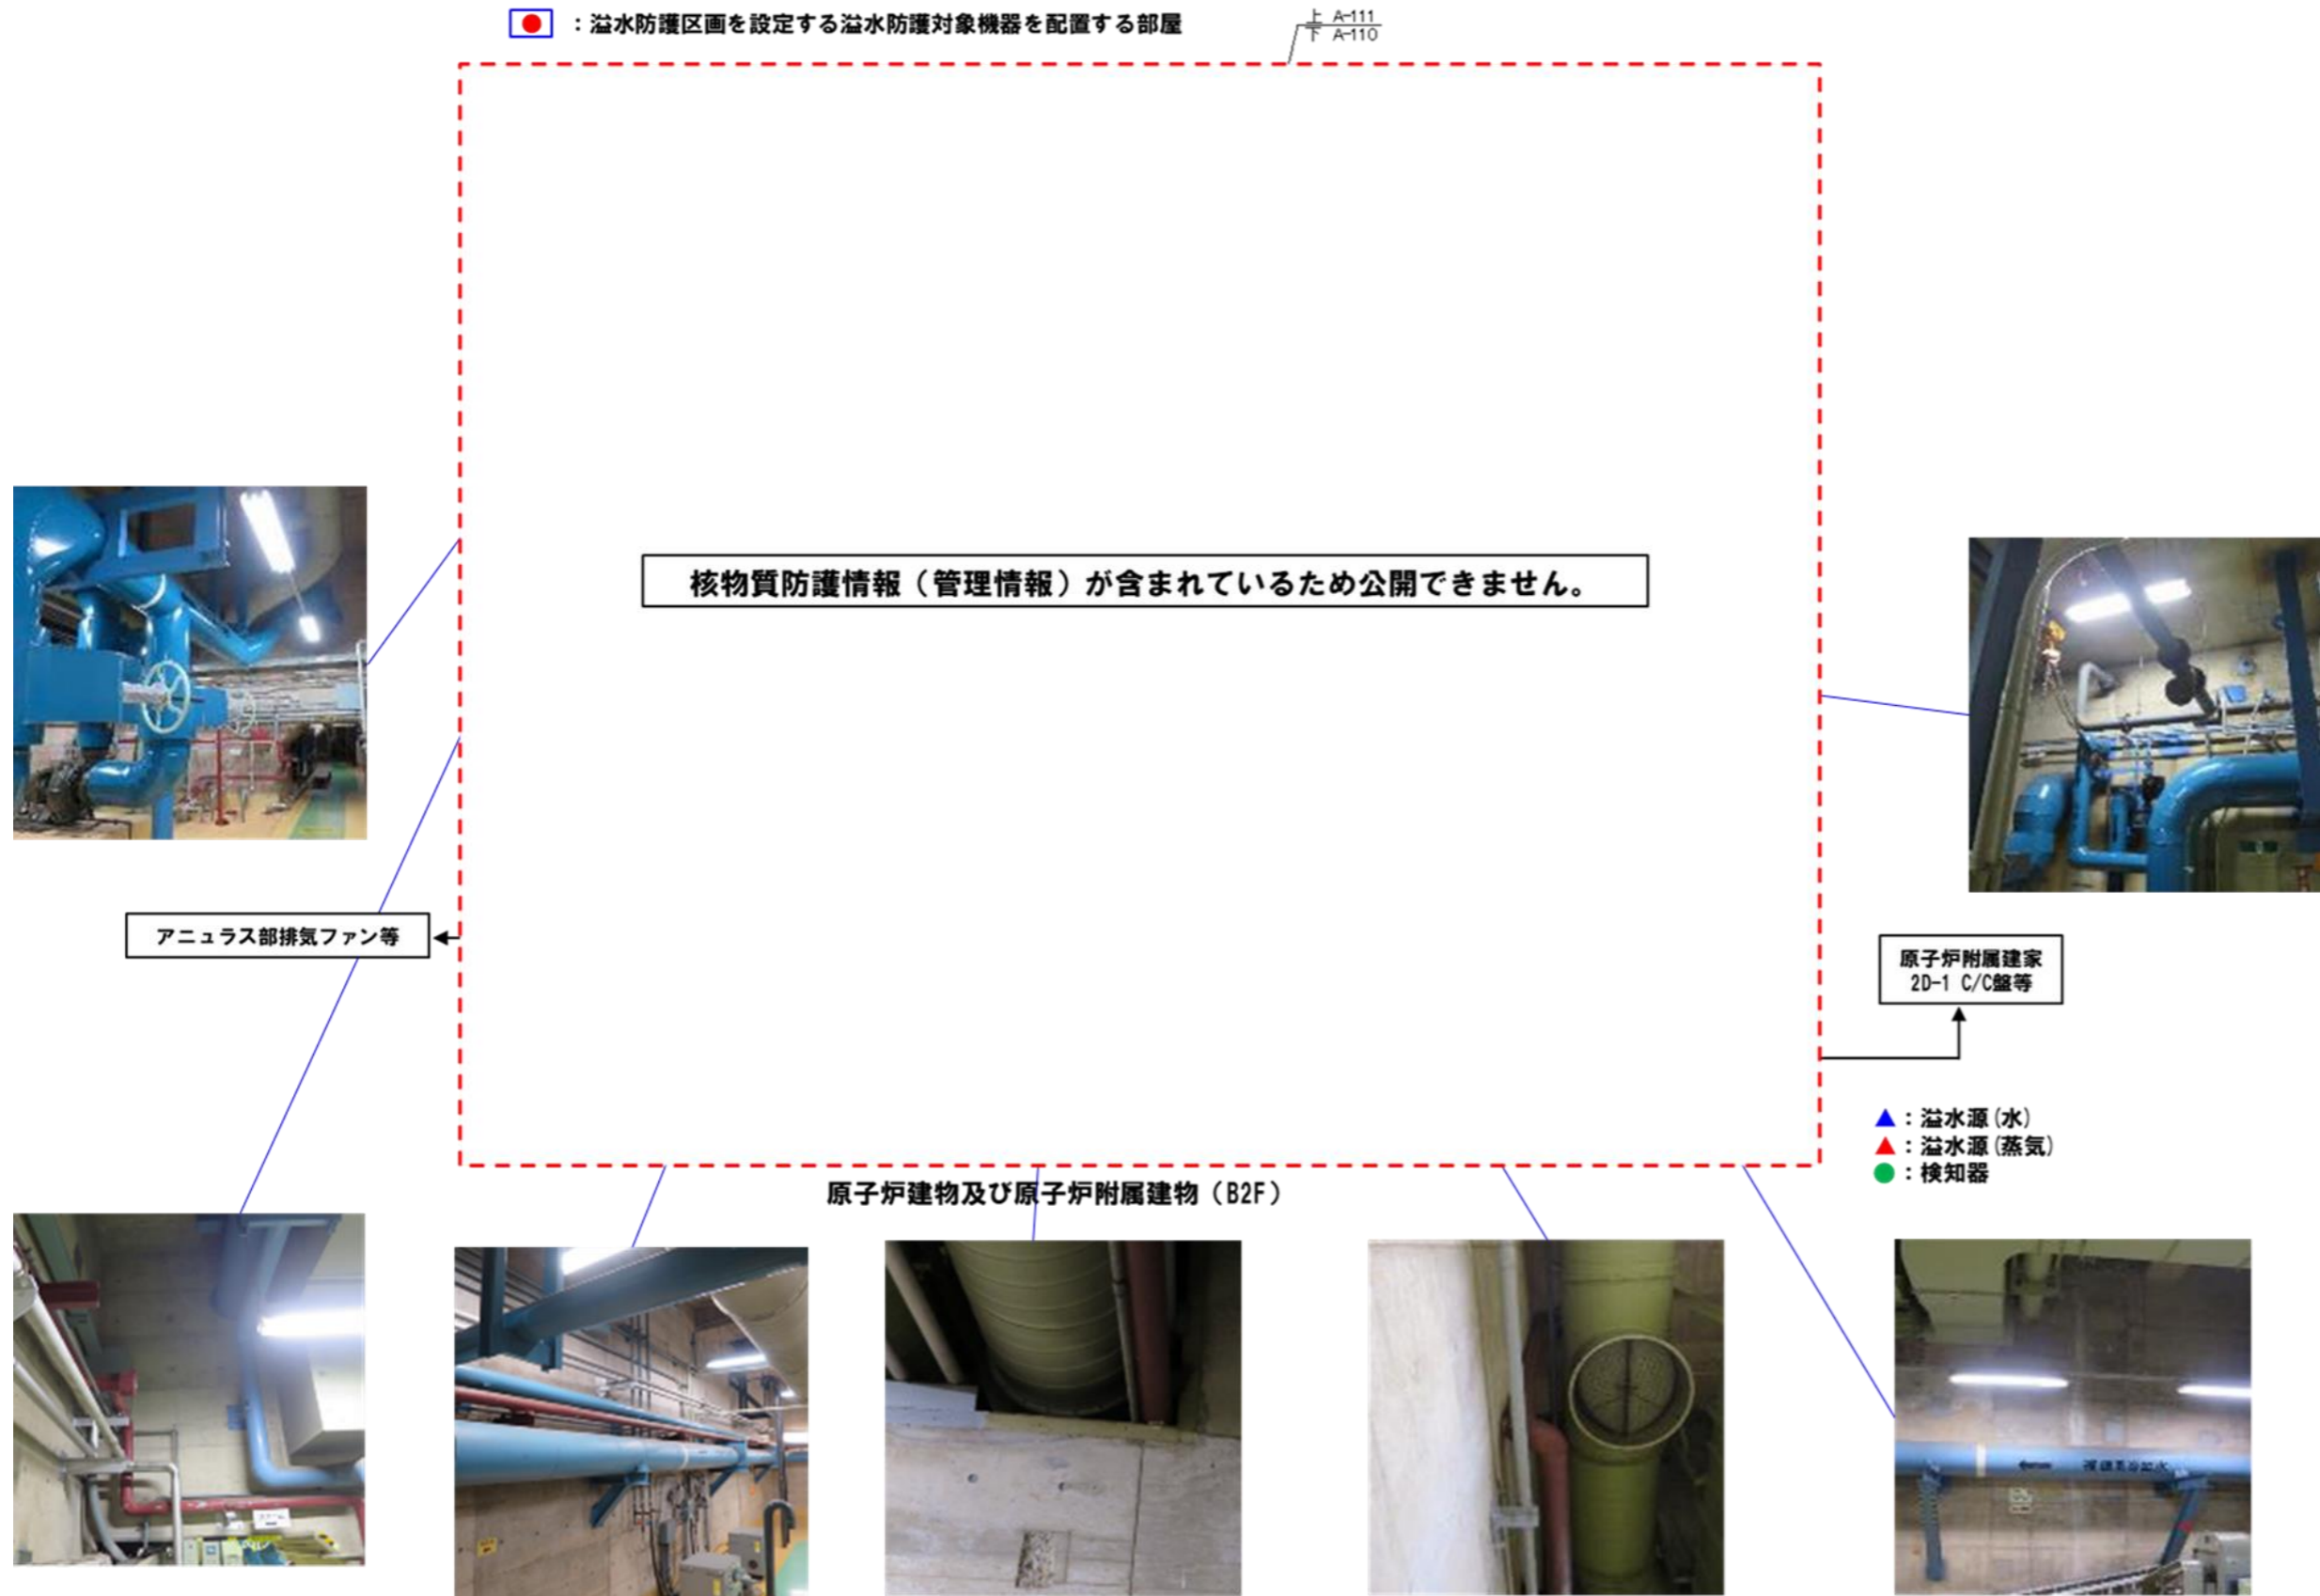 ：溢水防護区画を設定する溢水防護対象機器を配置する部屋
上 A-111
下 A-110
核物質防護情報（管理情報）が含まれているため公開できません。
アニュラス部排気ファン等
原子炉附属建家
2D-1 C/C盤等
：溢水源(水)
：溢水源(蒸気)
：検知器
原子炉建物及び原子炉附属建物（B2F）